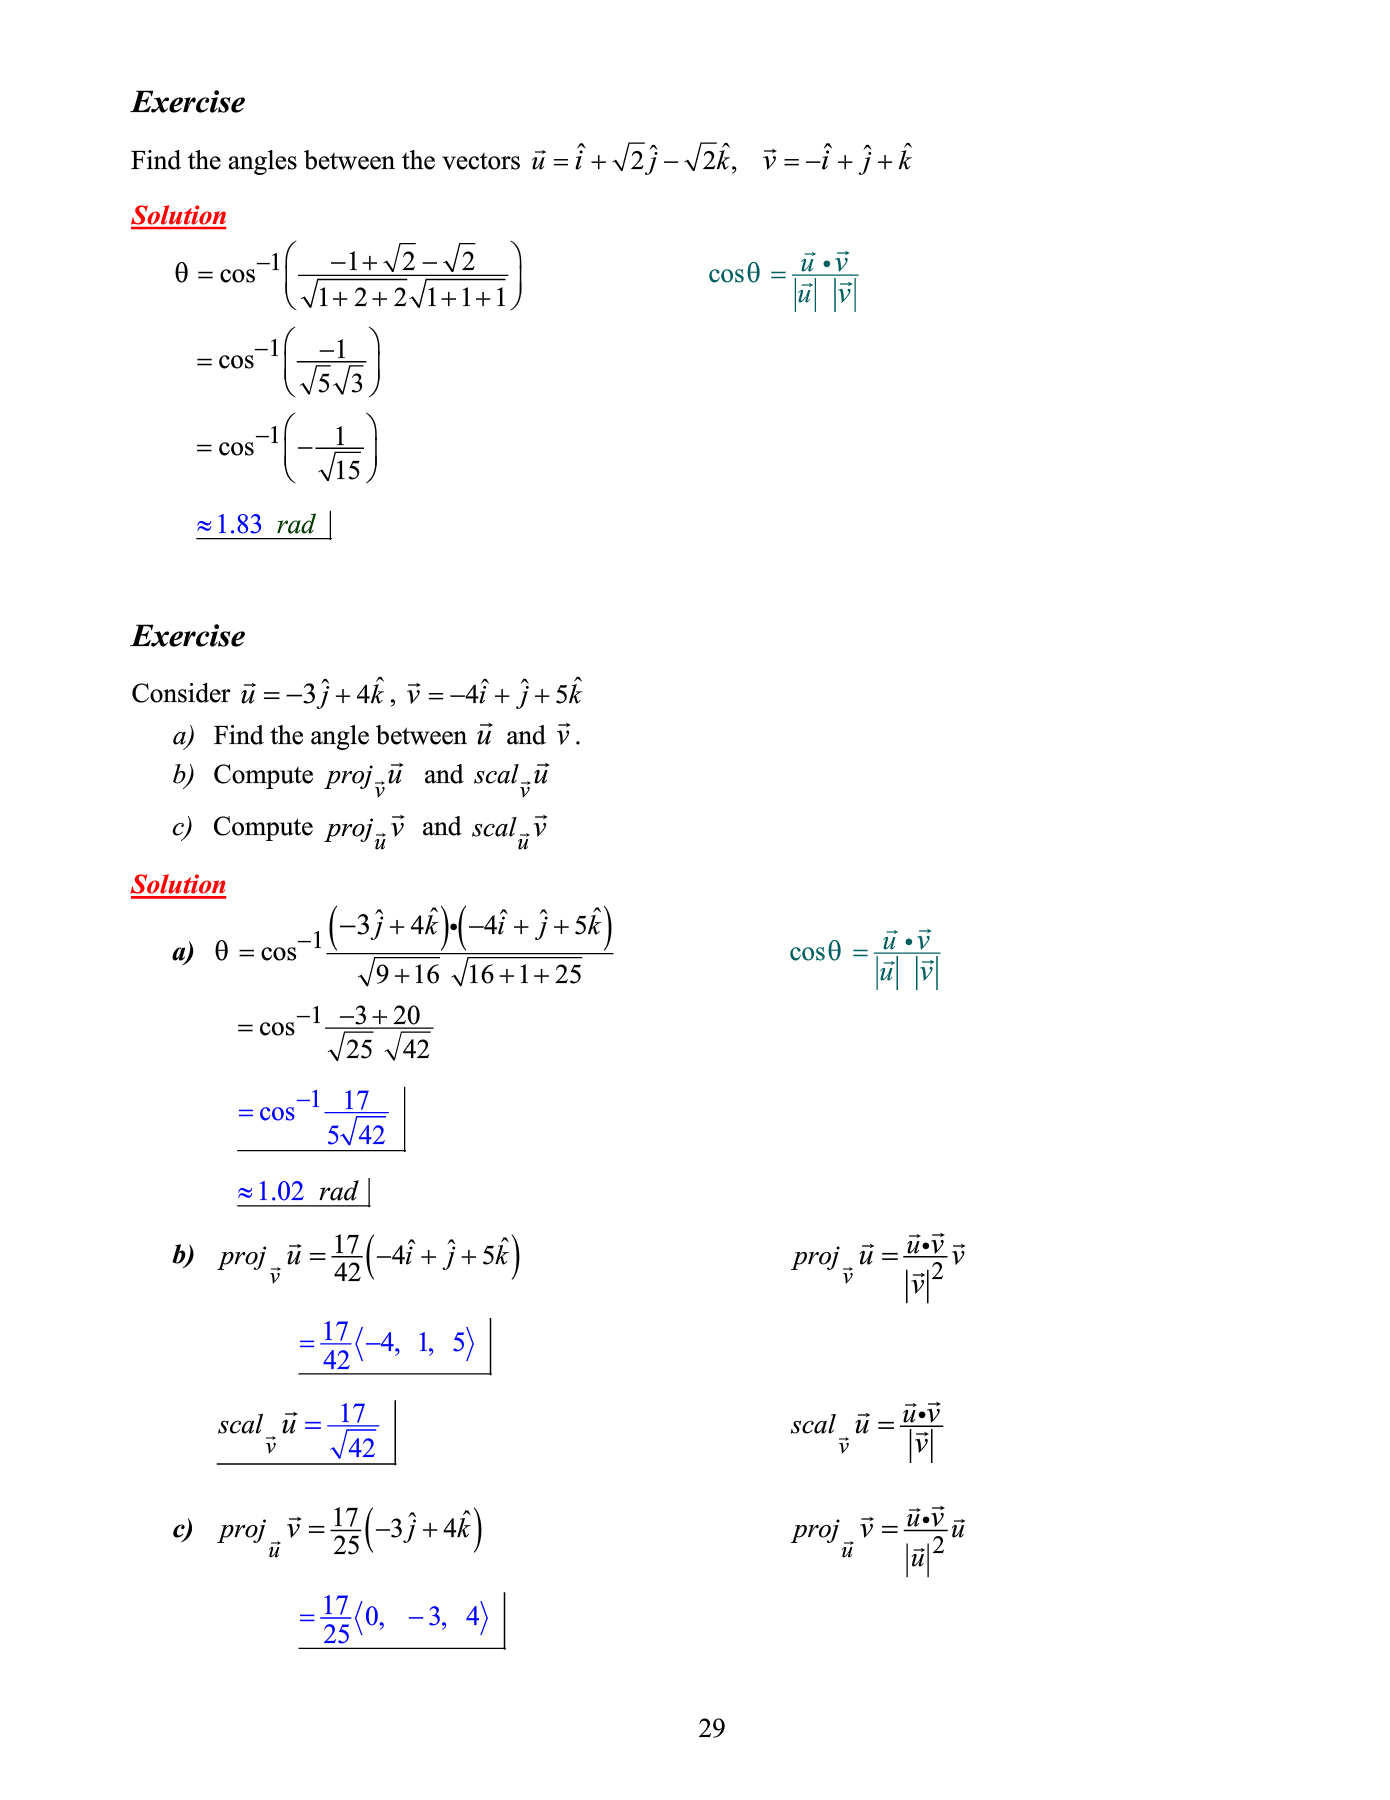 Exercise
Find the angles between the vectors $\vec{u} = \hat{i} + \sqrt{2}\hat{j} - \sqrt{2}\hat{k}, \quad \vec{v} = -\hat{i} + \hat{j} + \hat{k}$
Solution
$\theta = \cos^{-1}\left(\frac{-1+\sqrt{2}-\sqrt{2}}{\sqrt{1+2+2}\sqrt{1+1+1}}\right)$ $\cos\theta = \frac{\vec{u} \bullet \vec{v}}{|\vec{u}|\ |\vec{v}|}$
$= \cos^{-1}\left(\frac{-1}{\sqrt{5}\sqrt{3}}\right)$
$= \cos^{-1}\left(-\frac{1}{\sqrt{15}}\right)$
$\approx 1.83 \ rad$
Exercise
Consider $\vec{u} = -3\hat{j} + 4\hat{k}, \ \vec{v} = -4\hat{i} + \hat{j} + 5\hat{k}$
a) Find the angle between $\vec{u}$ and $\vec{v}$.
b) Compute $proj_{\vec{v}}\vec{u}$ and $scal_{\vec{v}}\vec{u}$
c) Compute $proj_{\vec{u}}\vec{v}$ and $scal_{\vec{u}}\vec{v}$
Solution
a) $\theta = \cos^{-1}\frac{(-3\hat{j}+4\hat{k})\bullet(-4\hat{i}+\hat{j}+5\hat{k})}{\sqrt{9+16}\ \sqrt{16+1+25}}$ $\cos\theta = \frac{\vec{u} \bullet \vec{v}}{|\vec{u}|\ |\vec{v}|}$
$= \cos^{-1}\frac{-3+20}{\sqrt{25}\ \sqrt{42}}$
$= \cos^{-1}\frac{17}{5\sqrt{42}}$
$\approx 1.02 \ rad$
b) $proj_{\vec{v}}\vec{u} = \frac{17}{42}(-4\hat{i}+\hat{j}+5\hat{k})$ $proj_{\vec{v}}\vec{u} = \frac{\vec{u}\bullet\vec{v}}{|\vec{v}|^2}\vec{v}$
$= \frac{17}{42}\langle -4, \ 1, \ 5\rangle$
$scal_{\vec{v}}\vec{u} = \frac{17}{\sqrt{42}}$ $scal_{\vec{v}}\vec{u} = \frac{\vec{u}\bullet\vec{v}}{|\vec{v}|}$
c) $proj_{\vec{u}}\vec{v} = \frac{17}{25}(-3\hat{j}+4\hat{k})$ $proj_{\vec{u}}\vec{v} = \frac{\vec{u}\bullet\vec{v}}{|\vec{u}|^2}\vec{u}$
$= \frac{17}{25}\langle 0, \ -3, \ 4\rangle$
29